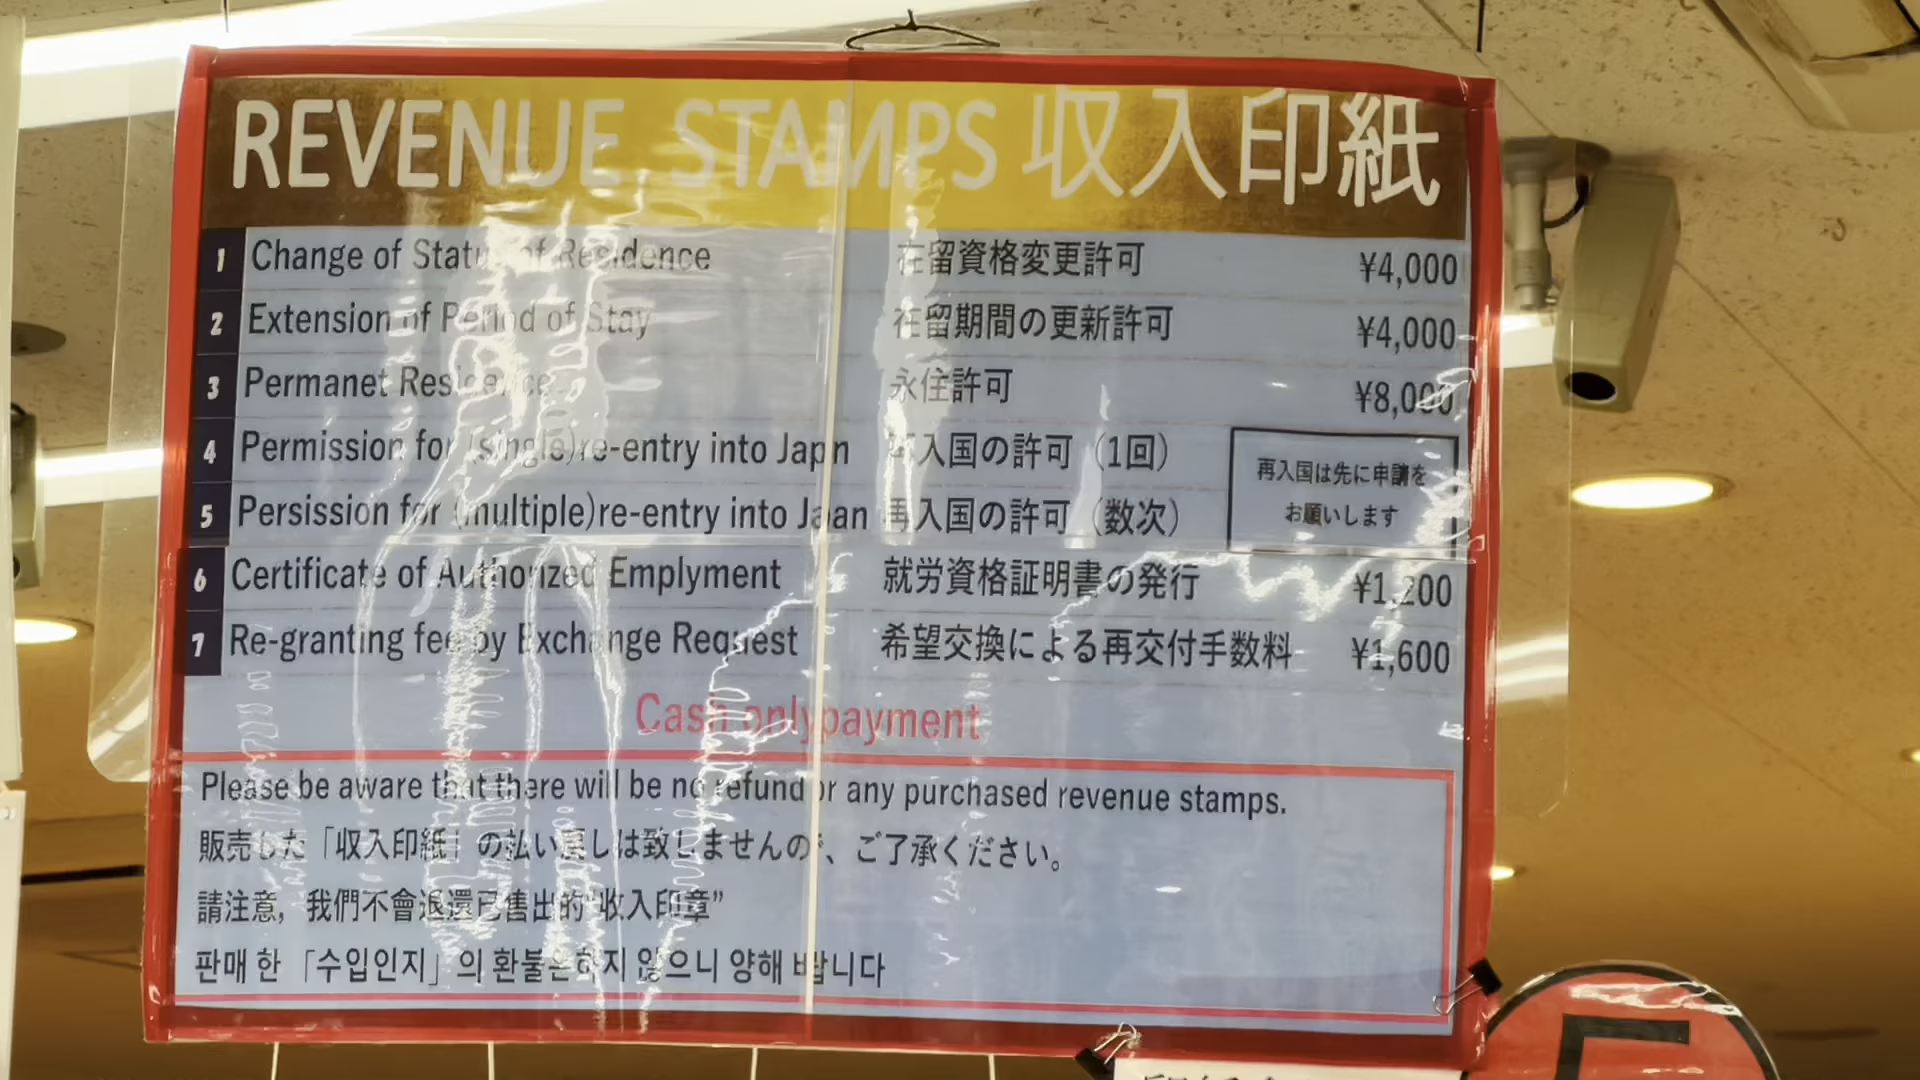 REVENUE STAMPS 収入印紙
1 Change of Status of Residence 在留資格変更許可 ¥4,000
2 Extension of Period of Stay 在留期間の更新許可 ¥4,000
3 Permanet Residence 永住許可 ¥8,000
4 Permission for (single)re-entry into Japn 再入国の許可（1回）
再入国は先に申請を
お願いします
5 Persission for (multiple)re-entry into Jaan 再入国の許可（数次）
6 Certificate of Authorized Emplyment 就労資格証明書の発行 ¥1,200
7 Re-granting fee by Exchange Request 希望交換による再交付手数料 ¥1,600
Cash only payment
Please be aware that there will be no refund or any purchased revenue stamps.
販売した「収入印紙」の払い戻しは致しませんので、ご了承ください。
請注意，我們不會退還已售出的“收入印章”
판매 한 「수입인지」의 환불은하지 않으니 양해 바랍니다